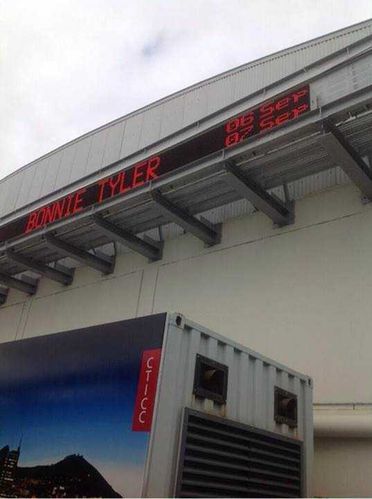 BONNIE TYLER
06 Sep
07 Sep
CTICC